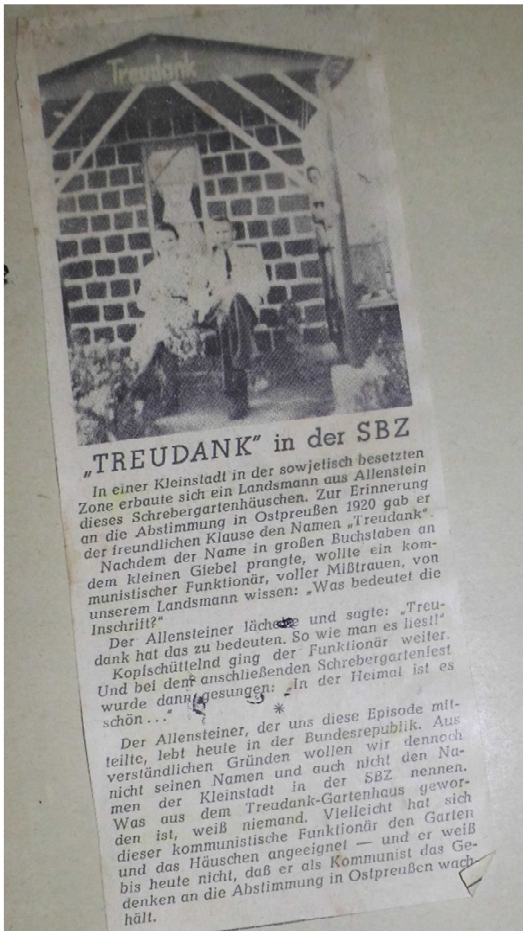 Treudank
„TREUDANK“ in der SBZ
In einer Kleinstadt in der sowjetisch besetzten
Zone erbaute sich ein Landsmann aus Allenstein
dieses Schrebergartenhäuschen. Zur Erinnerung
an die Abstimmung in Ostpreußen 1920 gab er
der freundlichen Klause den Namen „Treudank“.
Nachdem der Name in großen Buchstaben an
dem kleinen Giebel prangte, wollte ein kom-
munistischer Funktionär, voller Mißtrauen, von
unserem Landsmann wissen: „Was bedeutet die
Inschrift?“
Der Allensteiner lächelte und sagte: „Treu-
dank hat das zu bedeuten. So wie man es liest!“
Kopfschüttelnd ging der Funktionär weiter.
Und bei dem anschließenden Schrebergartenfest
wurde dann gesungen: „In der Heimat ist es
schön . . .“
*
Der Allensteiner, der uns diese Episode mit-
teilte, lebt heute in der Bundesrepublik. Aus
verständlichen Gründen wollen wir dennoch
nicht seinen Namen und auch nicht den Na-
men der Kleinstadt in der SBZ nennen.
Was aus dem Treudank-Gartenhaus gewor-
den ist, weiß niemand. Vielleicht hat sich
dieser kommunistische Funktionär den Garten
und das Häuschen angeeignet — und er weiß
bis heute nicht, daß er als Kommunist das Ge-
denken an die Abstimmung in Ostpreußen wach-
hält.